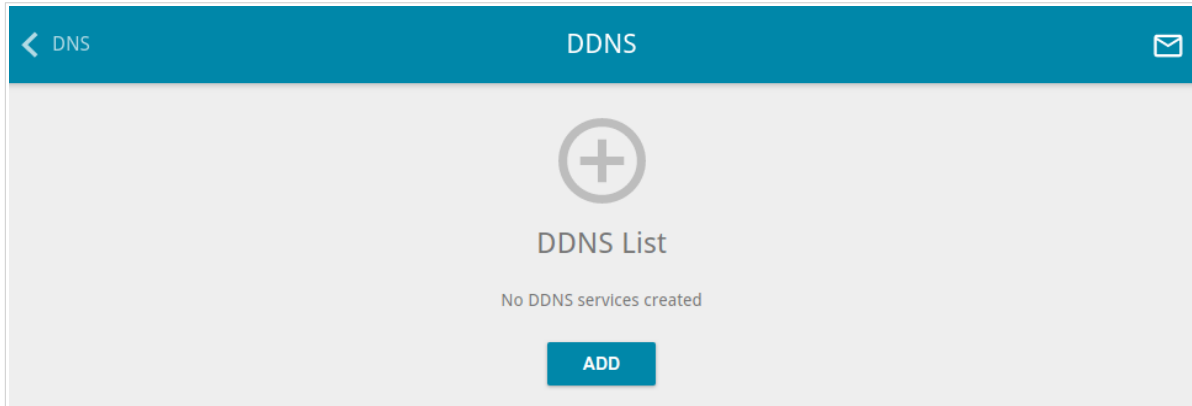 DNS
DDNS
DDNS List
No DDNS services created
ADD